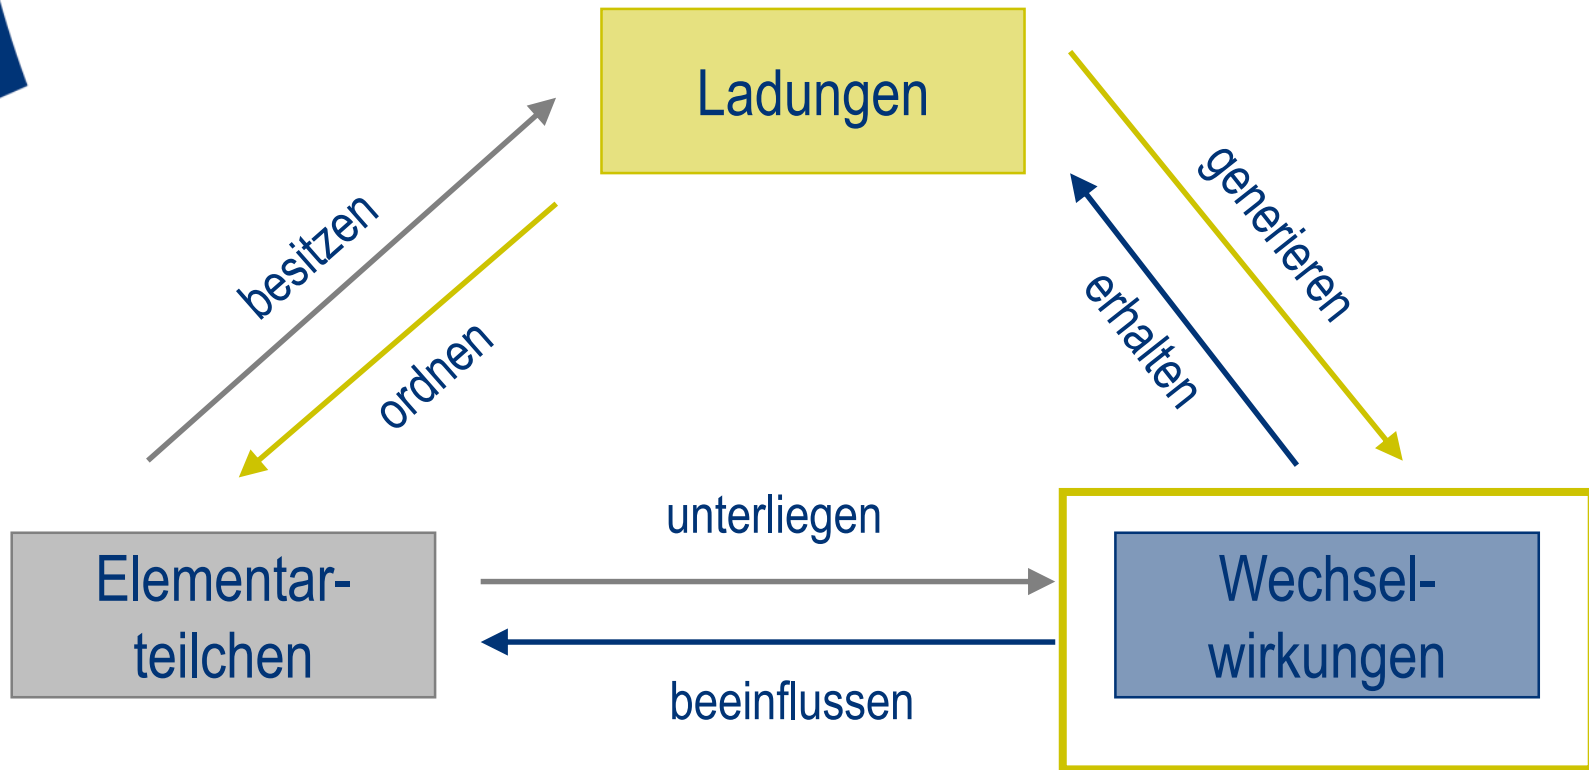 Ladungen
besitzen
ordnen
generieren
erhalten
unterliegen
Elementar-
teilchen
Wechsel-
wirkungen
beeinflussen